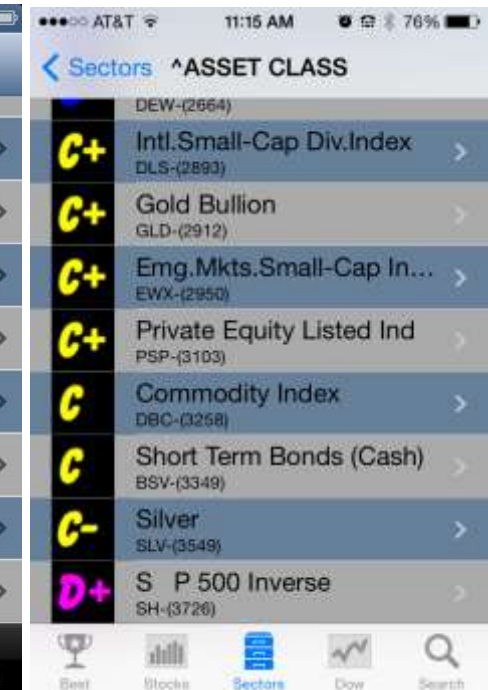 AT&T 11:15 AM 76%
Sectors ^ASSET CLASS
DEW-(2664)
C+ Intl.Small-Cap Div.Index
DLS-(2893)
C+ Gold Bullion
GLD-(2912)
C+ Emg.Mkts.Small-Cap In...
EWX-(2950)
C+ Private Equity Listed Ind
PSP-(3103)
C Commodity Index
DBC-(3258)
C Short Term Bonds (Cash)
BSV-(3349)
C- Silver
SLV-(3549)
D+ S P 500 Inverse
SH-(3726)
Best Stocks Sectors Dow Search